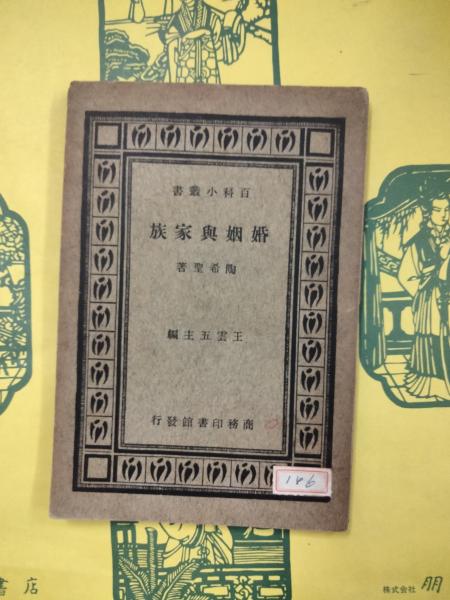 書叢小科百
族家與姻婚
著聖希陶
編主五雲王
行發館書印務商
146
書店
株式会社 朋